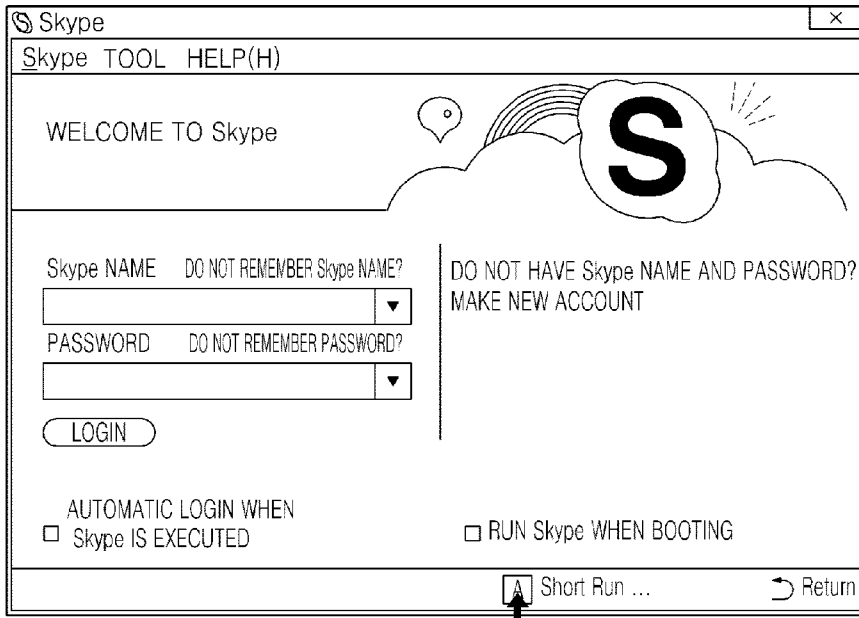 Skype
Skype TOOL HELP(H)
WELCOME TO Skype
S
Skype NAME DO NOT REMEMBER Skype NAME?
PASSWORD DO NOT REMEMBER PASSWORD?
LOGIN
DO NOT HAVE Skype NAME AND PASSWORD?
MAKE NEW ACCOUNT
AUTOMATIC LOGIN WHEN
Skype IS EXECUTED
RUN Skype WHEN BOOTING
A Short Run ... Return